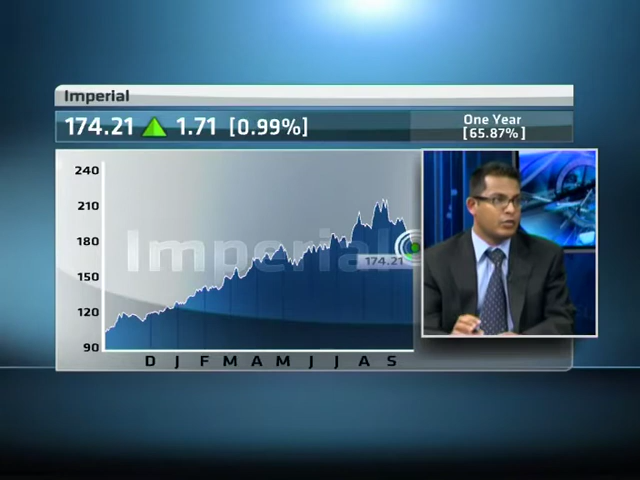 Imperial
174.21 1.71 [0.99%]
One Year
[65.87%]
240
210
180
150
120
90
Imperial
174.21
D J F M A M J J A S